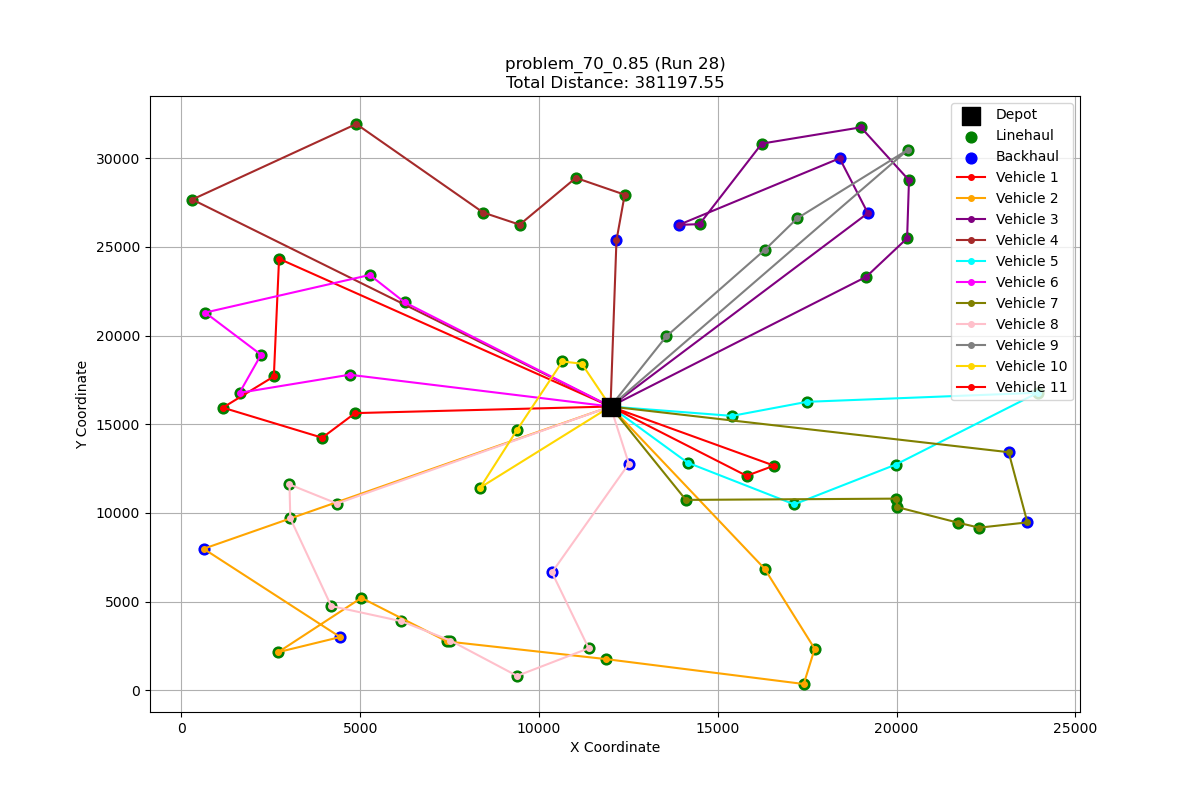 problem_70_0.85 (Run 28)
Total Distance: 381197.55
Depot
Linehaul
Backhaul
Vehicle 1
Vehicle 2
Vehicle 3
Vehicle 4
Vehicle 5
Vehicle 6
Vehicle 7
Vehicle 8
Vehicle 9
Vehicle 10
Vehicle 11
Y Coordinate
30000
25000
20000
15000
10000
5000
0
0 5000 10000 15000 20000 25000
X Coordinate